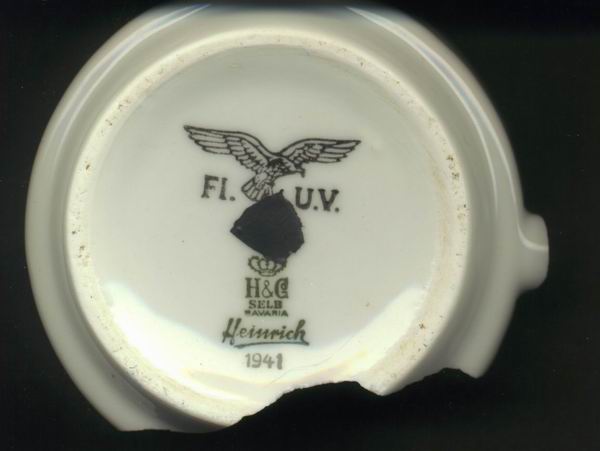 Fl. U.V.
H&C
SELB
BAVARIA
Heinrich
1941